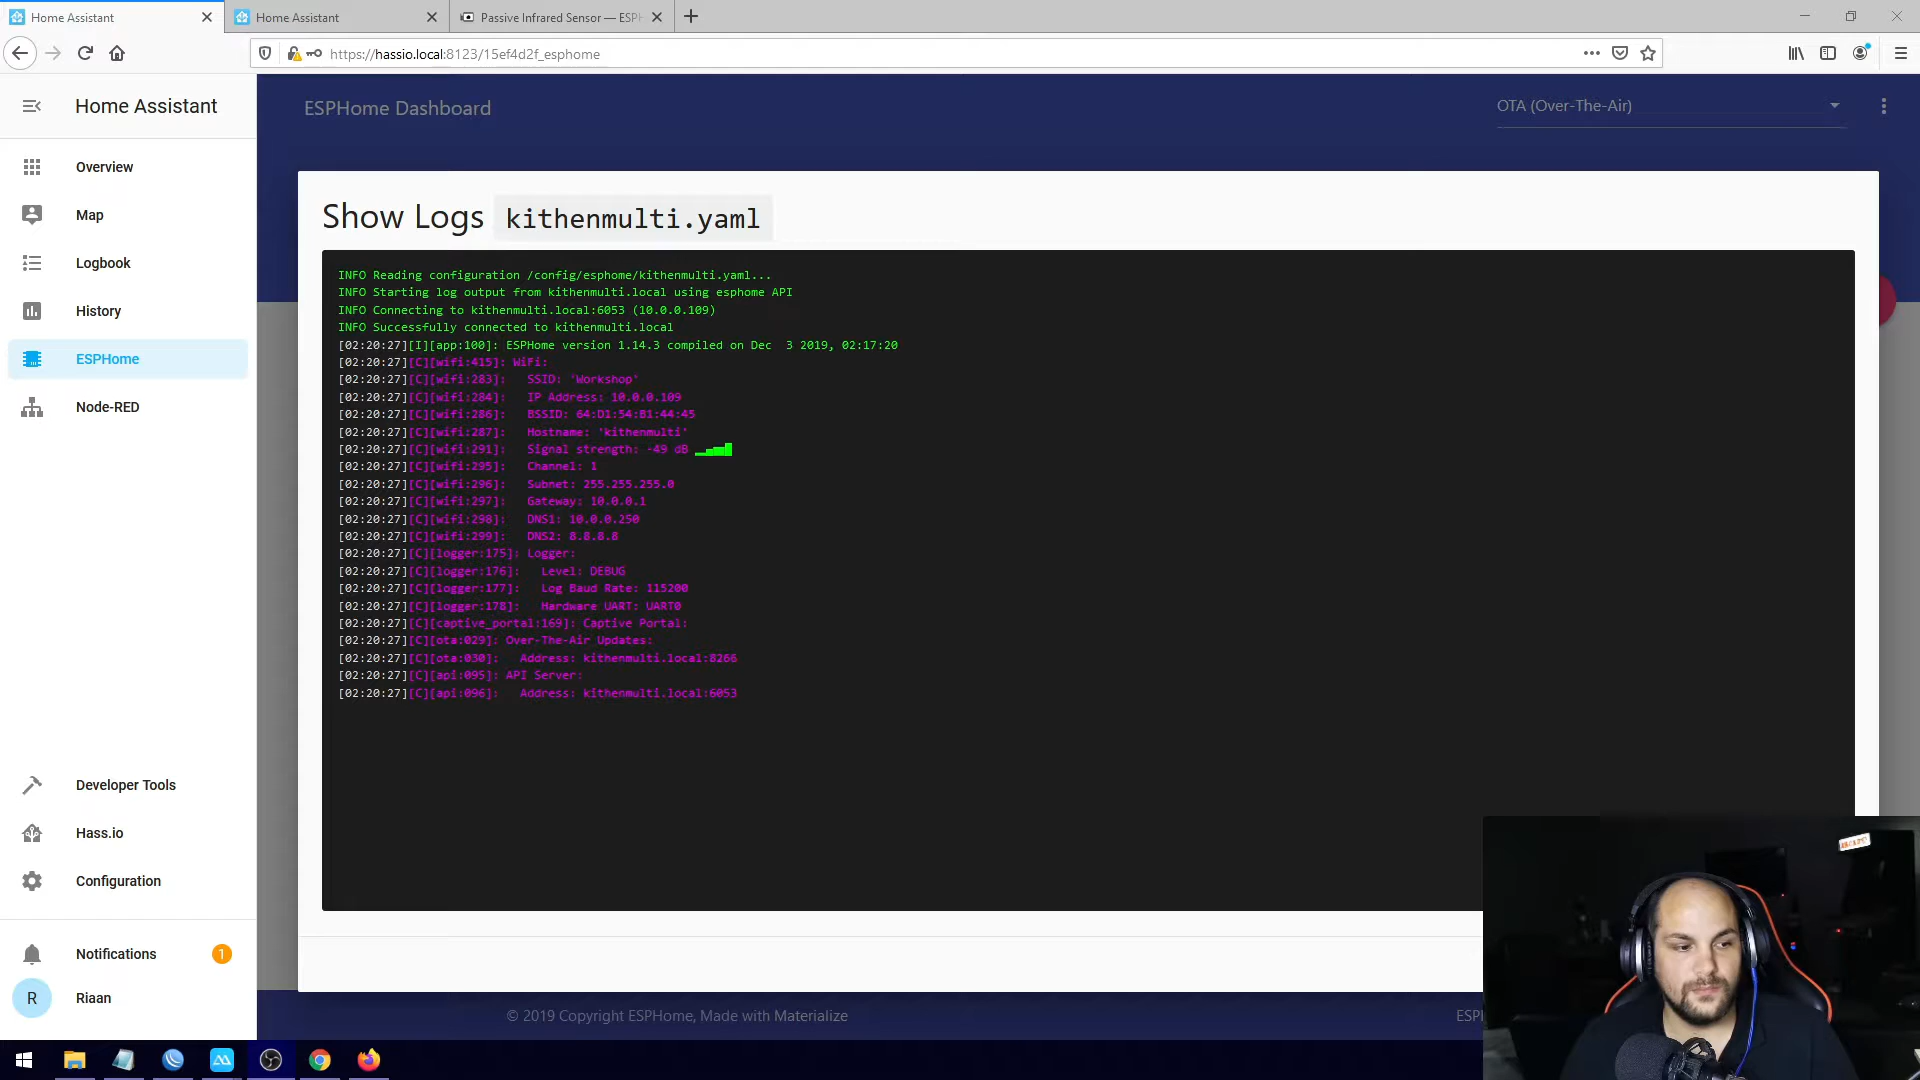 Home Assistant
Home Assistant
Passive Infrared Sensor — ESPH
https://hassio.local:8123/15ef4d2f_esphome
Home Assistant
ESPHome Dashboard
OTA (Over-The-Air)
Overview
Map
Logbook
History
ESPHome
Node-RED
Developer Tools
Hass.io
Configuration
Notifications
1
R
Riaan
Show Logs kithenmulti.yaml
INFO Reading configuration /config/esphome/kithenmulti.yaml...
INFO Starting log output from kithenmulti.local using esphome API
INFO Connecting to kithenmulti.local:6053 (10.0.0.109)
INFO Successfully connected to kithenmulti.local
[02:20:27][I][app:100]: ESPHome version 1.14.3 compiled on Dec  3 2019, 02:17:20
[02:20:27][C][wifi:415]: WiFi:
[02:20:27][C][wifi:283]:   SSID: 'Workshop'
[02:20:27][C][wifi:284]:   IP Address: 10.0.0.109
[02:20:27][C][wifi:286]:   BSSID: 64:D1:54:B1:44:45
[02:20:27][C][wifi:287]:   Hostname: 'kithenmulti'
[02:20:27][C][wifi:291]:   Signal strength: -49 dB ▂▄▆█
[02:20:27][C][wifi:295]:   Channel: 1
[02:20:27][C][wifi:296]:   Subnet: 255.255.255.0
[02:20:27][C][wifi:297]:   Gateway: 10.0.0.1
[02:20:27][C][wifi:298]:   DNS1: 10.0.0.250
[02:20:27][C][wifi:299]:   DNS2: 8.8.8.8
[02:20:27][C][logger:175]: Logger:
[02:20:27][C][logger:176]:   Level: DEBUG
[02:20:27][C][logger:177]:   Log Baud Rate: 115200
[02:20:27][C][logger:178]:   Hardware UART: UART0
[02:20:27][C][captive_portal:169]: Captive Portal:
[02:20:27][C][ota:029]: Over-The-Air Updates:
[02:20:27][C][ota:030]:   Address: kithenmulti.local:8266
[02:20:27][C][api:095]: API Server:
[02:20:27][C][api:096]:   Address: kithenmulti.local:6053
© 2019 Copyright ESPHome, Made with Materialize
ESP